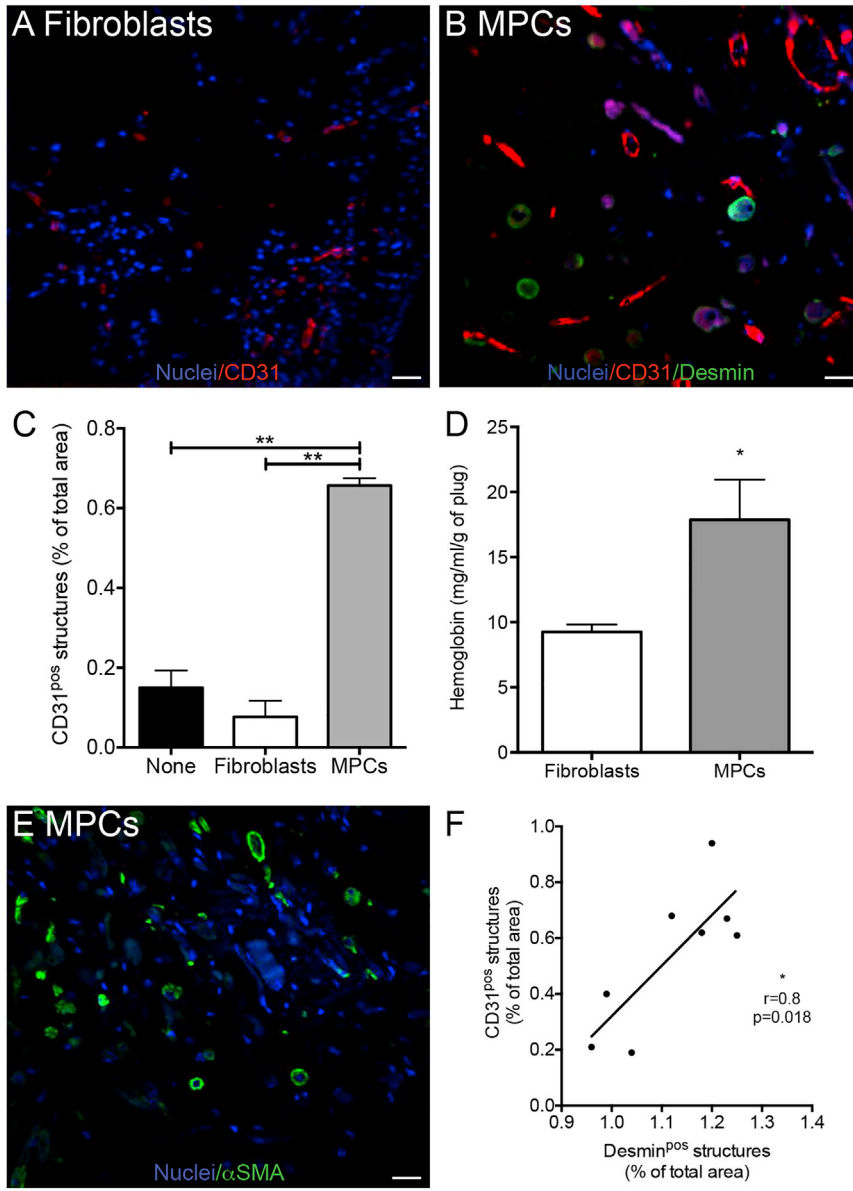 A Fibroblasts
Nuclei/CD31
B MPCs
Nuclei/CD31/Desmin
C
CD31pos structures (% of total area)
0.8
0.6
0.4
0.2
0.0
**
**
None Fibroblasts MPCs
D
Hemoglobin (mg/ml/g of plug)
25
20
15
10
5
0
*
Fibroblasts MPCs
E MPCs
Nuclei/αSMA
F
CD31pos structures
(% of total area)
1.0
0.8
0.6
0.4
0.2
0.0
*
r=0.8
p=0.018
0.9 1.0 1.1 1.2 1.3 1.4
Desminpos structures
(% of total area)